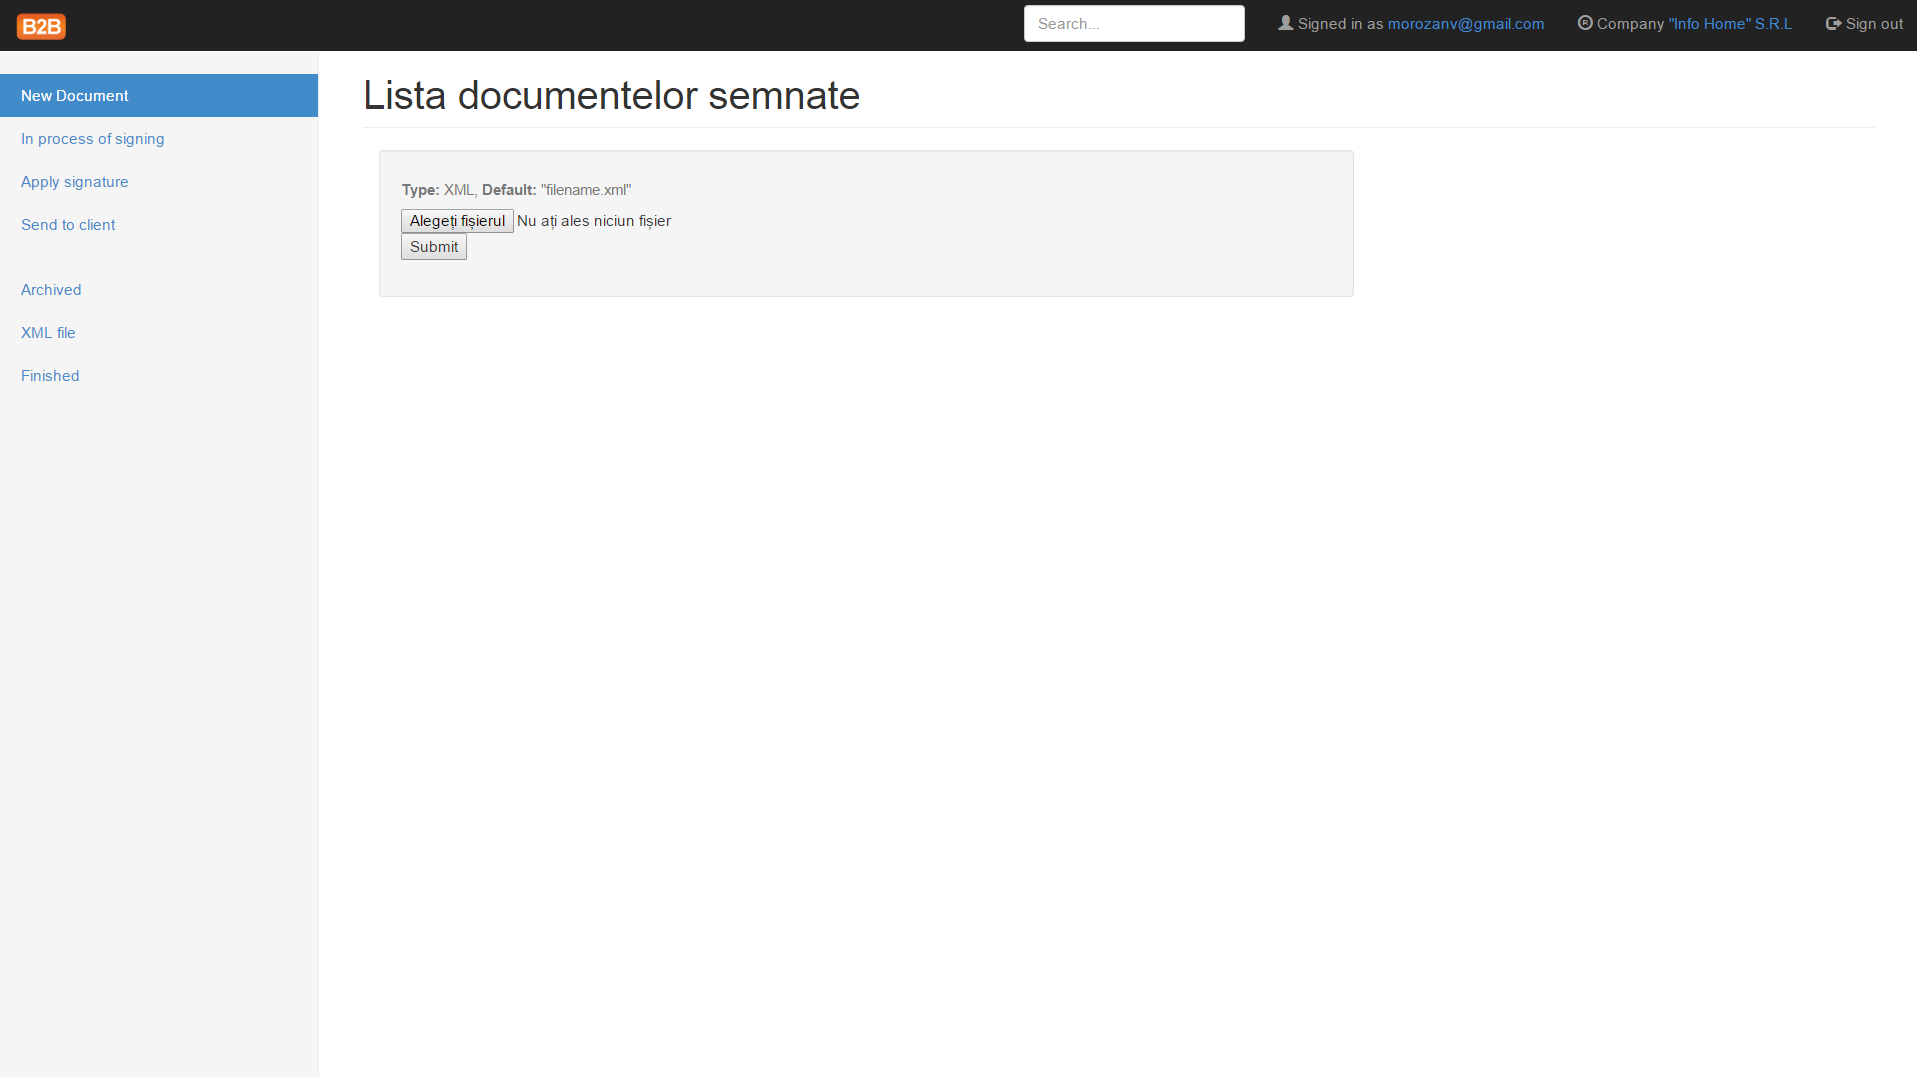 B2B
Search...
Signed in as morozanv@gmail.com
Company "Info Home" S.R.L
Sign out
New Document
In process of signing
Apply signature
Send to client
Archived
XML file
Finished
Lista documentelor semnate
Type: XML, Default: "filename.xml"
Alegeți fișierul Nu ați ales niciun fișier
Submit